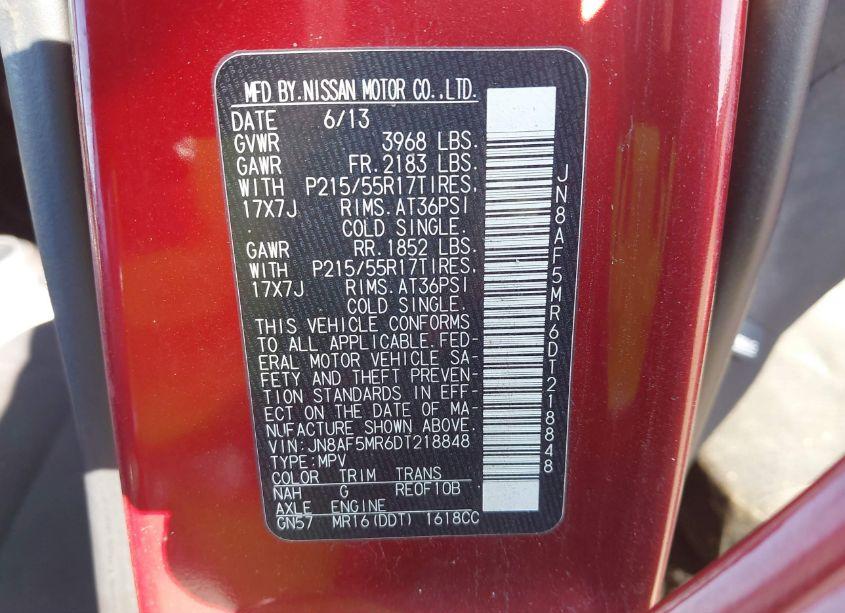 MFD BY.NISSAN MOTOR CO.,LTD.
DATE 6/13
GVWR 3968 LBS.
GAWR FR.2183 LBS.
WITH P215/55R17TIRES.
17X7J RIMS.AT36PSI
. COLD SINGLE.
GAWR RR.1852 LBS.
WITH P215/55R17TIRES.
17X7J RIMS.AT36PSI
COLD SINGLE.
THIS VEHICLE CONFORMS
TO ALL APPLICABLE.FED-
ERAL MOTOR VEHICLE SA-
FETY AND THEFT PREVEN-
TION STANDARDS IN EFF-
ECT ON THE DATE OF MA-
NUFACTURE SHOWN ABOVE.
VIN:JN8AF5MR6DT218848
TYPE:MPV
COLOR TRIM TRANS
NAH G RE0F10B
AXLE ENGINE
GN57 MR16(DDT) 1618CC
JN8AF5MR6DT218848